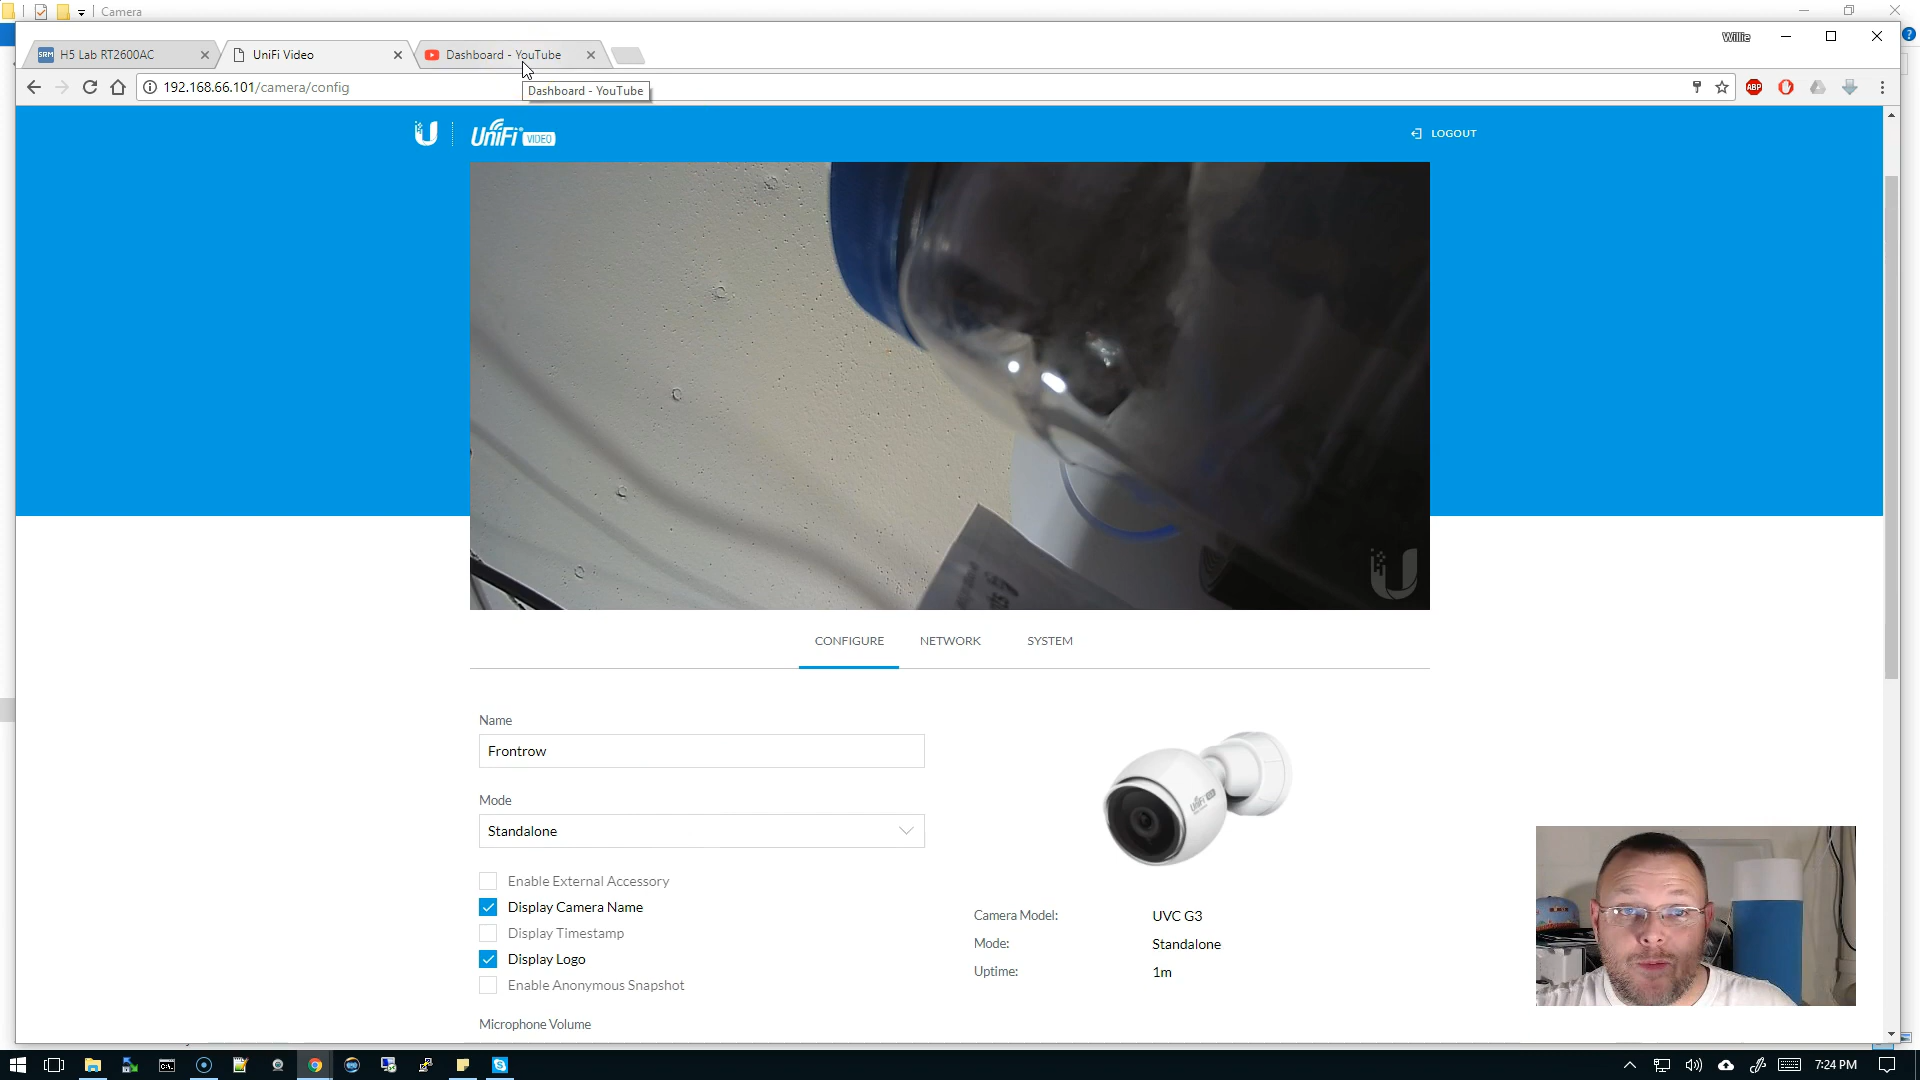 Camera
Willie
H5 Lab RT2600AC
UniFi Video
Dashboard - YouTube
192.168.66.101/camera/config
Dashboard - YouTube
ABP
UniFi VIDEO
LOGOUT
CONFIGURE
NETWORK
SYSTEM
Name
Frontrow
Mode
Standalone
Enable External Accessory
Display Camera Name
Display Timestamp
Display Logo
Enable Anonymous Snapshot
Microphone Volume
Camera Model:
UVC G3
Mode:
Standalone
Uptime:
1m
7:24 PM